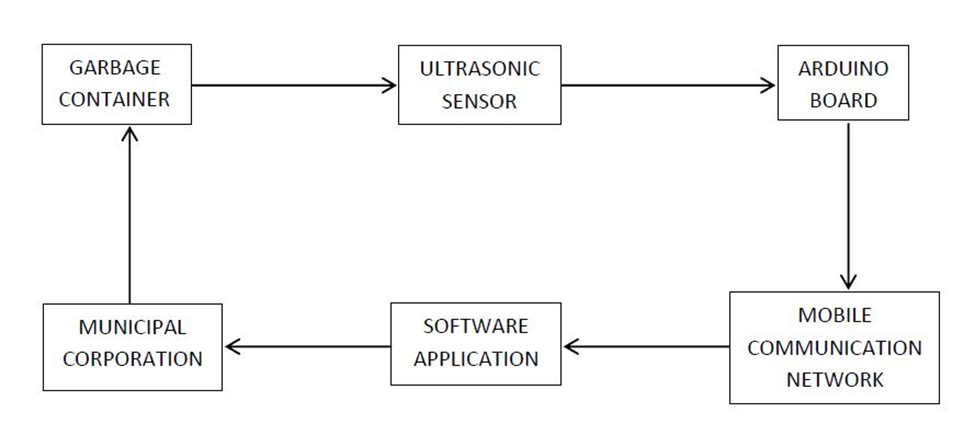 GARBAGE
CONTAINER
ULTRASONIC
SENSOR
ARDUINO
BOARD
MUNICIPAL
CORPORATION
SOFTWARE
APPLICATION
MOBILE
COMMUNICATION
NETWORK